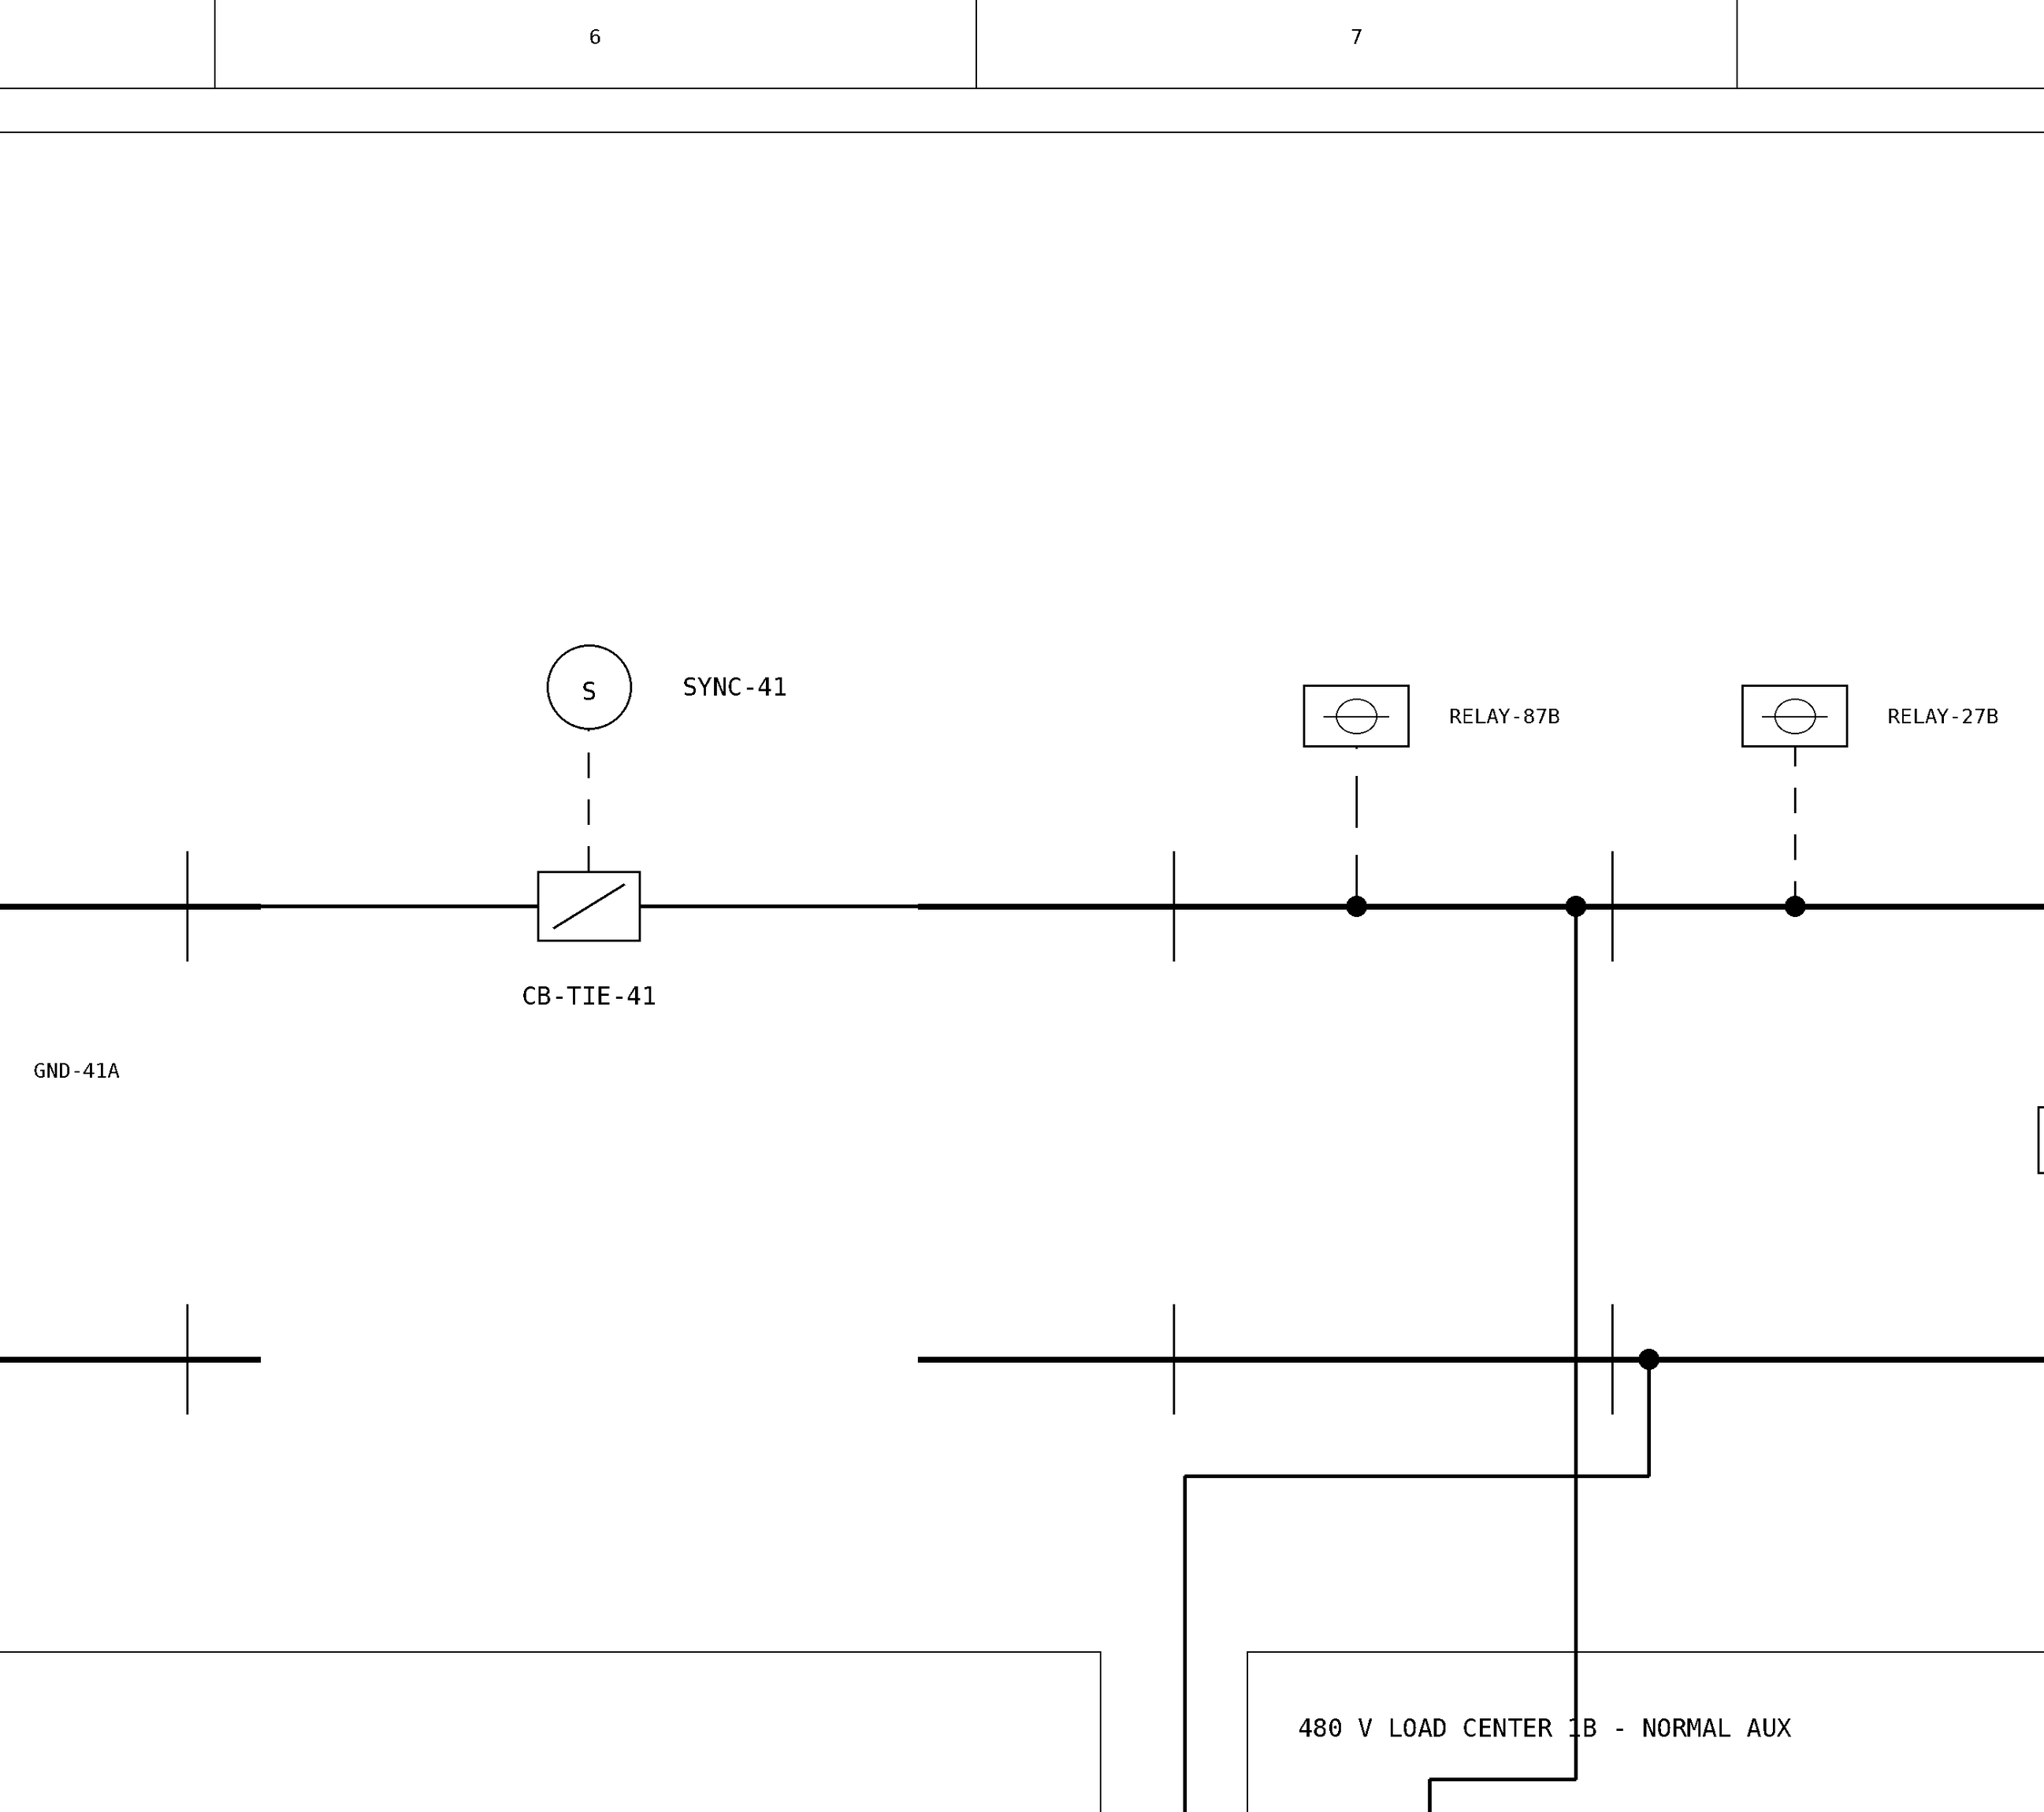 6
7
S
SYNC-41
RELAY-87B
RELAY-27B
CB-TIE-41
GND-41A
480 V LOAD CENTER 1B - NORMAL AUX